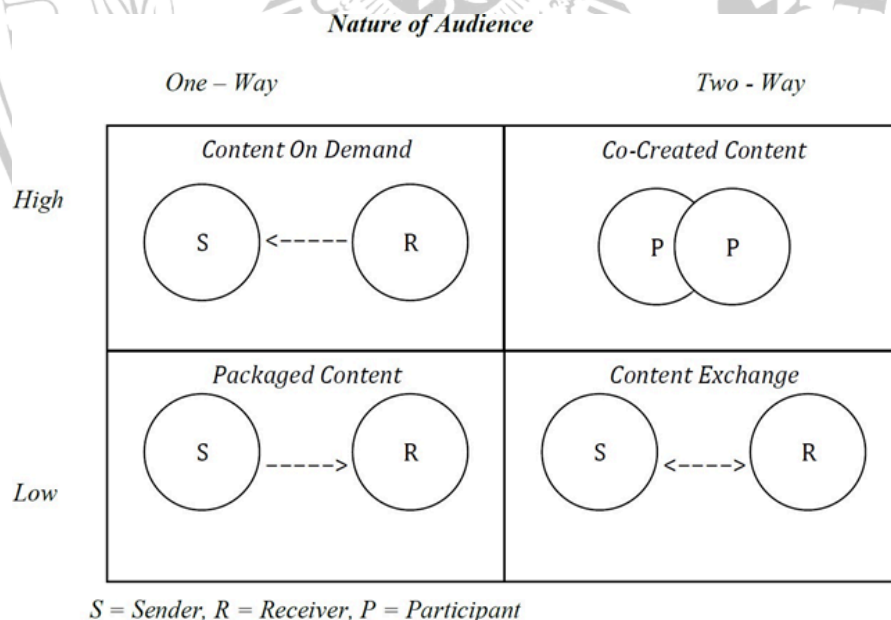 Nature of Audience
One – Way Two - Way
Content On Demand Co-Created Content
High
S <----- R P P
Packaged Content Content Exchange
S -----> R S <----> R
Low
S = Sender, R = Receiver, P = Participant